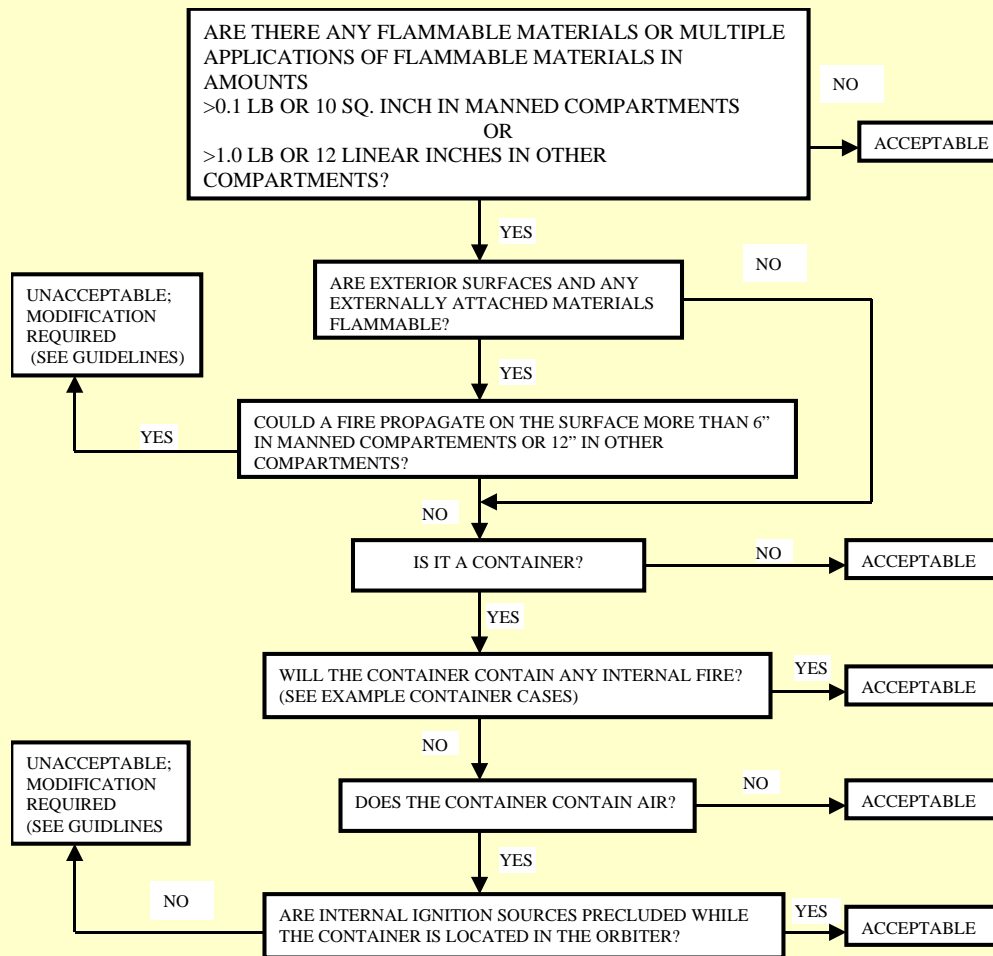 ARE THERE ANY FLAMMABLE MATERIALS OR MULTIPLE
APPLICATIONS OF FLAMMABLE MATERIALS IN
AMOUNTS
>0.1 LB OR 10 SQ. INCH IN MANNED COMPARTMENTS
OR
>1.0 LB OR 12 LINEAR INCHES IN OTHER
COMPARTMENTS?
NO
ACCEPTABLE
YES
ARE EXTERIOR SURFACES AND ANY
EXTERNALLY ATTACHED MATERIALS
FLAMMABLE?
NO
UNACCEPTABLE;
MODIFICATION
REQUIRED
(SEE GUIDELINES)
YES
COULD A FIRE PROPAGATE ON THE SURFACE MORE THAN 6”
IN MANNED COMPARTEMENTS OR 12” IN OTHER
COMPARTMENTS?
YES
NO
IS IT A CONTAINER?
NO
ACCEPTABLE
YES
WILL THE CONTAINER CONTAIN ANY INTERNAL FIRE?
(SEE EXAMPLE CONTAINER CASES)
YES
ACCEPTABLE
NO
UNACCEPTABLE;
MODIFICATION
REQUIRED
(SEE GUIDLINES
DOES THE CONTAINER CONTAIN AIR?
NO
ACCEPTABLE
YES
NO
ARE INTERNAL IGNITION SOURCES PRECLUDED WHILE
THE CONTAINER IS LOCATED IN THE ORBITER?
YES
ACCEPTABLE